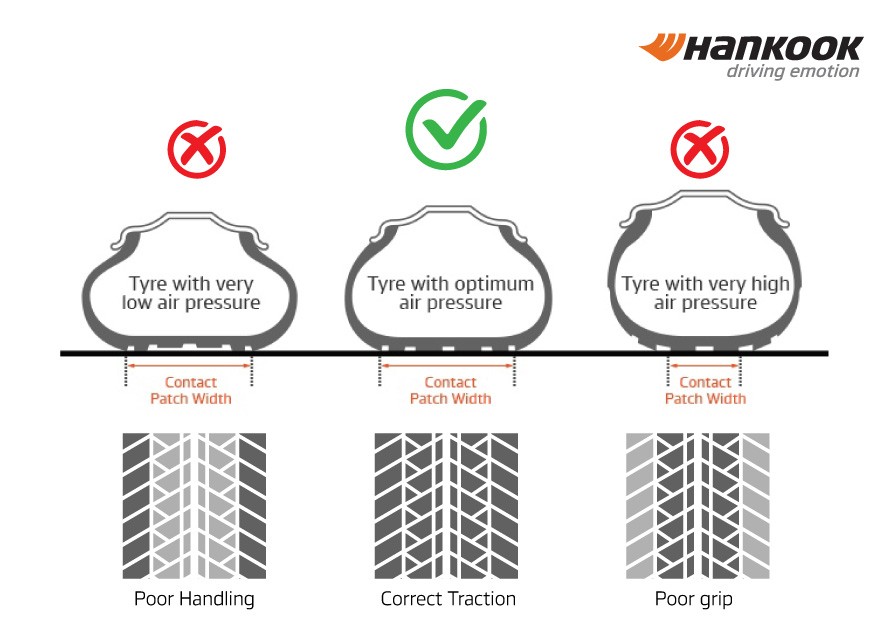 HANKOOK
driving emotion
Tyre with very
low air pressure
Tyre with optimum
air pressure
Tyre with very high
air pressure
Contact
Patch Width
Contact
Patch Width
Contact
Patch Width
Poor Handling
Correct Traction
Poor grip